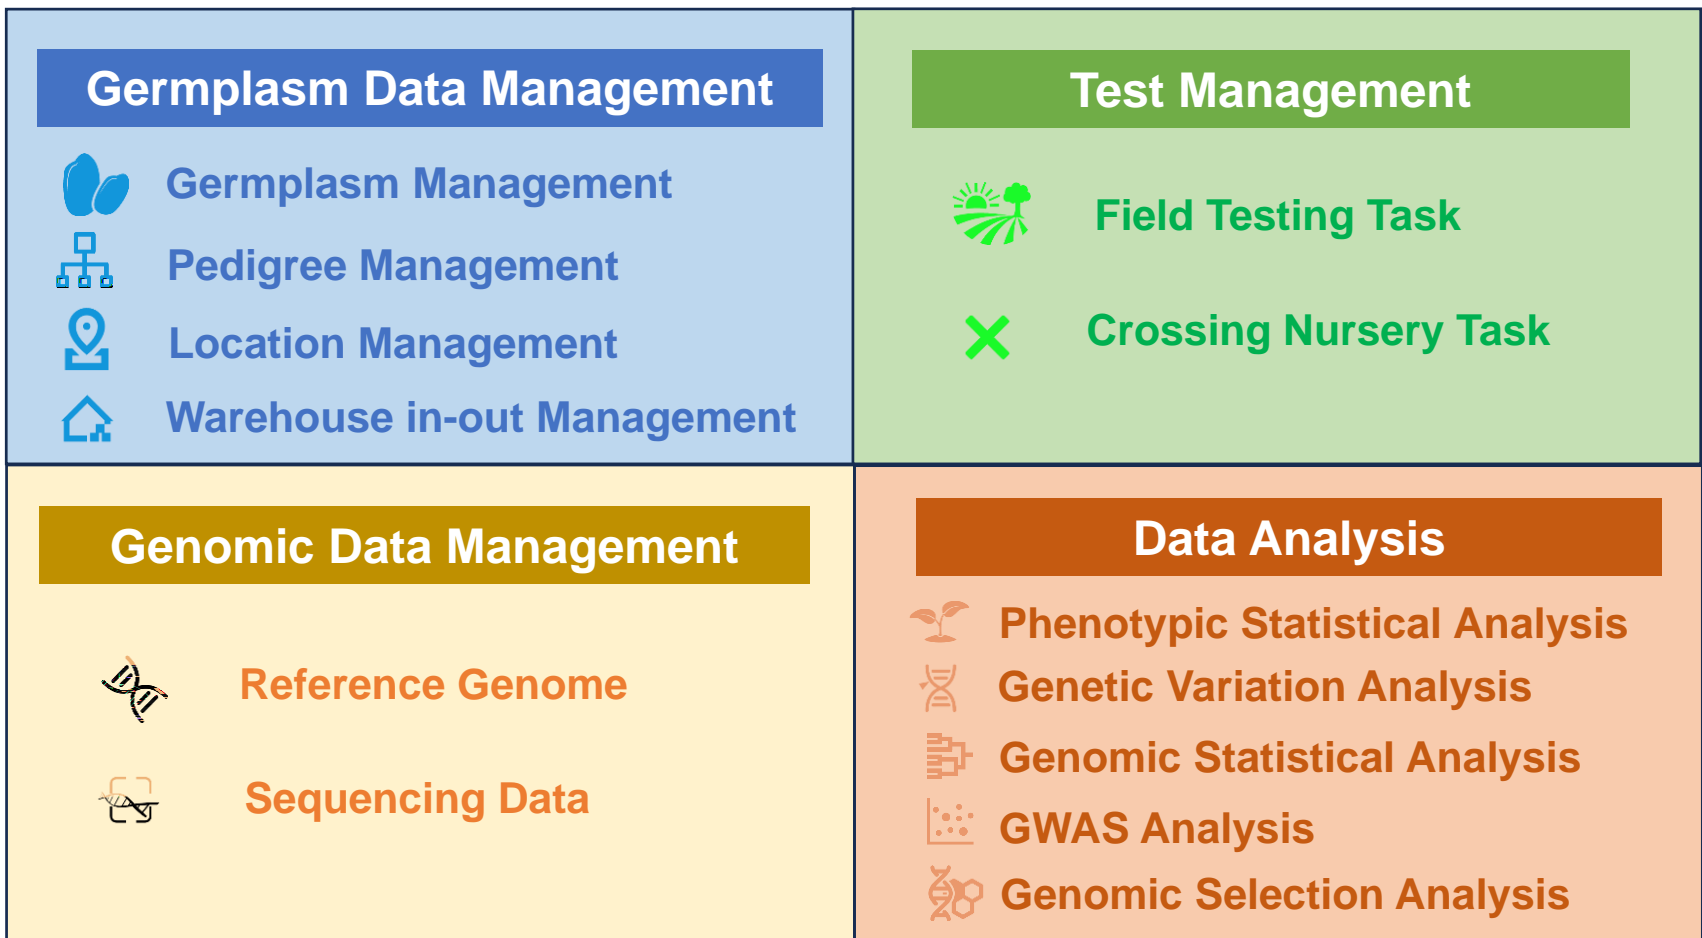 Germplasm Data Management
Germplasm Management
Pedigree Management
Location Management
Warehouse in-out Management
Test Management
Field Testing Task
Crossing Nursery Task
Genomic Data Management
Reference Genome
Sequencing Data
Data Analysis
Phenotypic Statistical Analysis
Genetic Variation Analysis
Genomic Statistical Analysis
GWAS Analysis
Genomic Selection Analysis